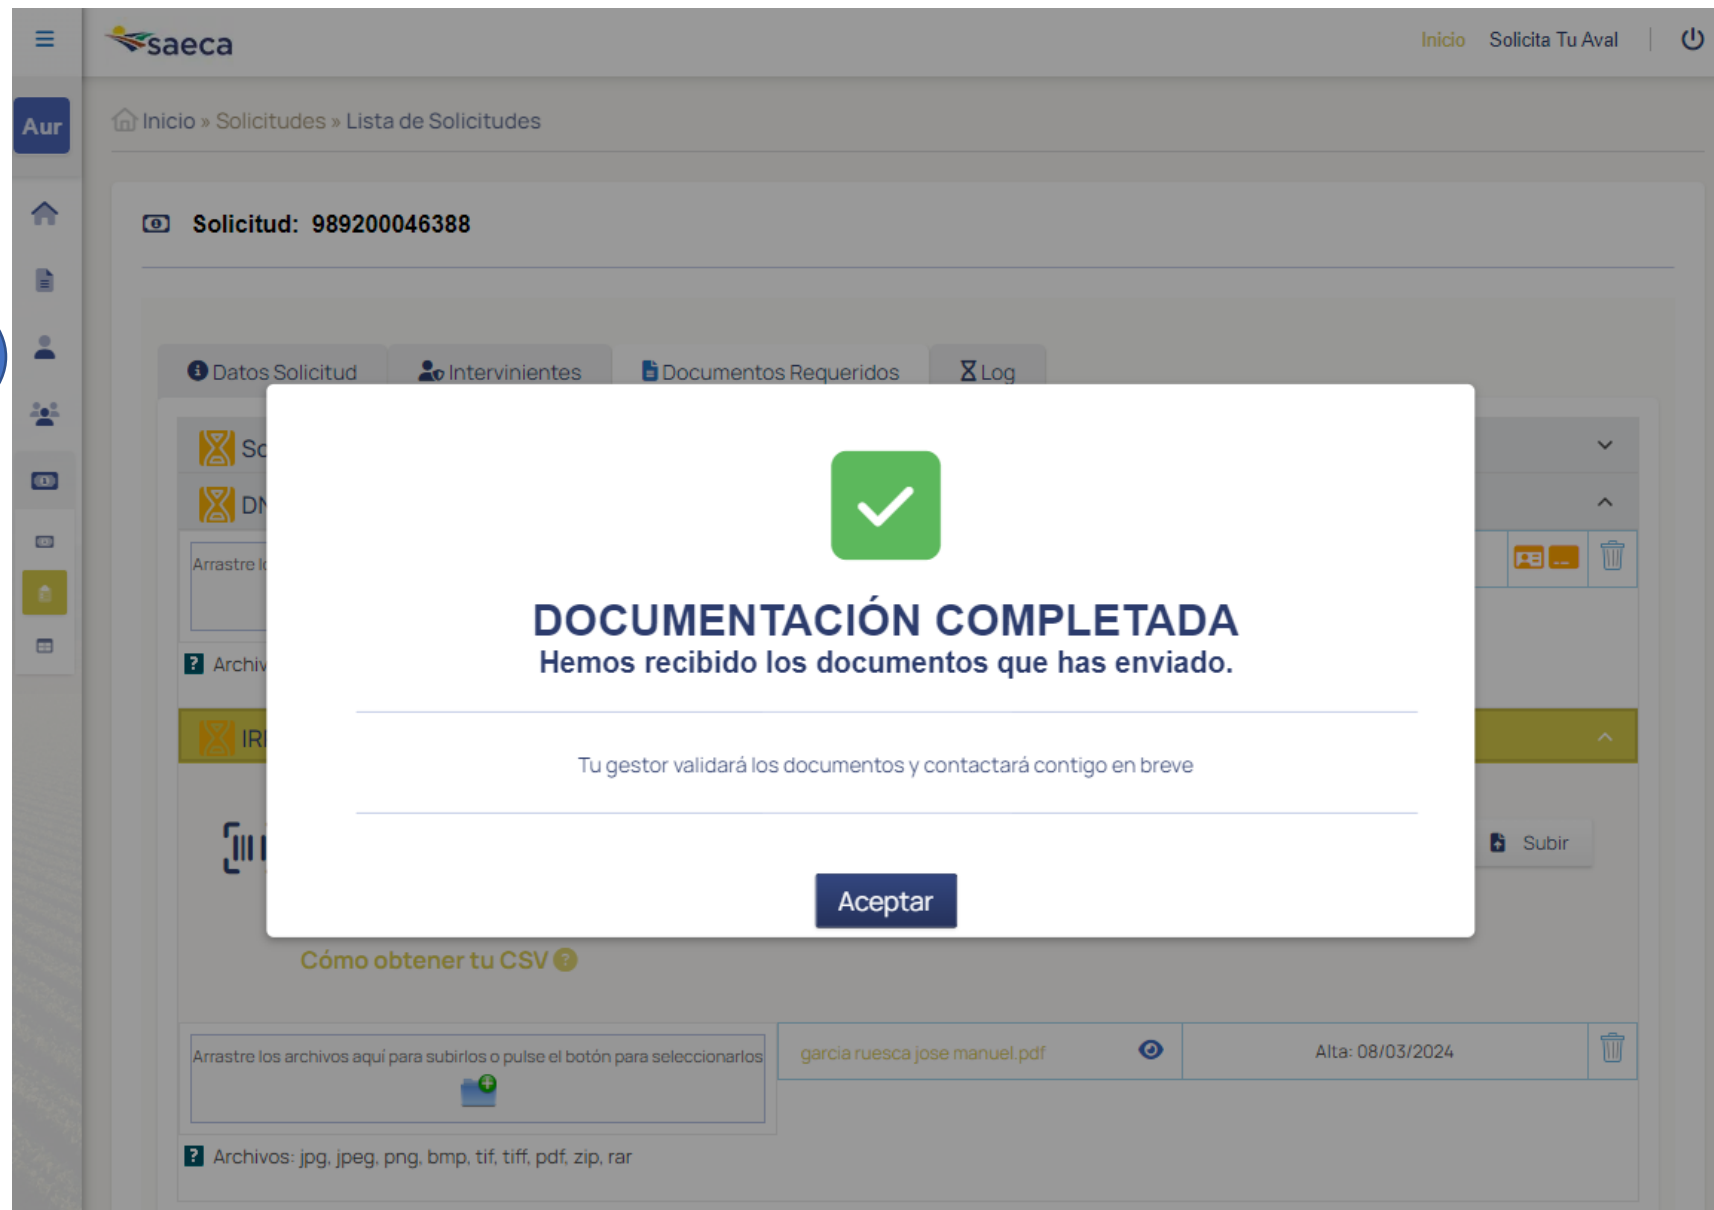 saeca
Inicio Solicita Tu Aval
Aur
Inicio » Solicitudes » Lista de Solicitudes
Solicitud: 989200046388
Datos Solicitud
Intervinientes
Documentos Requeridos
Log
DOCUMENTACIÓN COMPLETADA
Hemos recibido los documentos que has enviado.
Tu gestor validará los documentos y contactará contigo en breve
Aceptar
Arrastre
Subir
Cómo obtener tu CSV ?
Arrastre los archivos aquí para subirlos o pulse el botón para seleccionarlos
garcia ruesca jose manuel.pdf
Alta: 08/03/2024
? Archivos: jpg, jpeg, png, bmp, tif, tiff, pdf, zip, rar